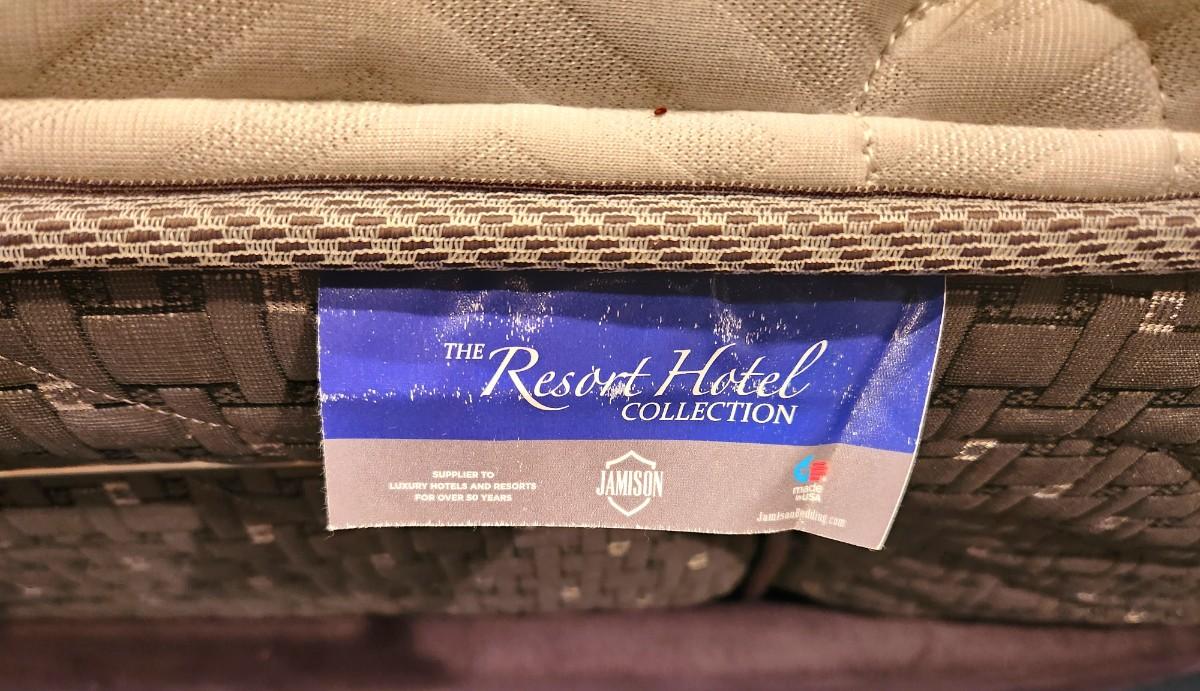 THE Resort Hotel
COLLECTION
SUPPLIER TO
LUXURY HOTELS AND RESORTS
FOR OVER 50 YEARS
JAMISON
made
in USA
JamisonBedding.com